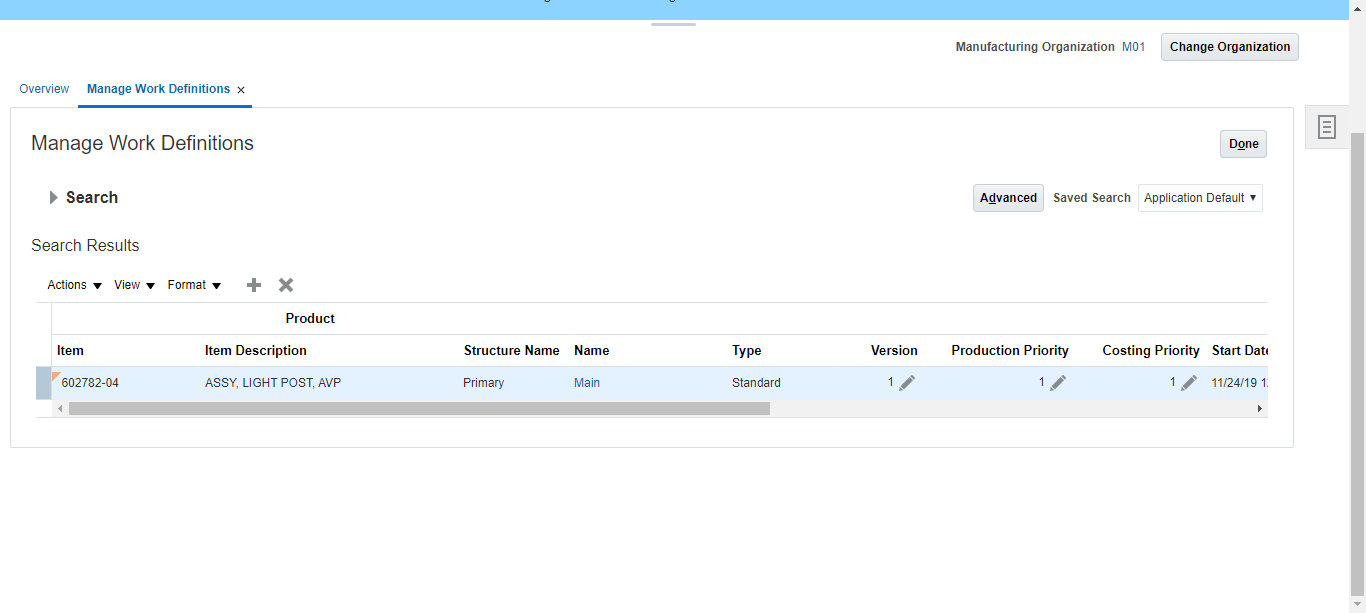 Manufacturing Organization M01 Change Organization
Overview Manage Work Definitions ×
Manage Work Definitions
Done
Search
Advanced Saved Search Application Default
Search Results
Actions View Format
Product
Item Item Description Structure Name Name Type Version Production Priority Costing Priority Start Date
602782-04 ASSY, LIGHT POST, AVP Primary Main Standard 1 1 1 11/24/19